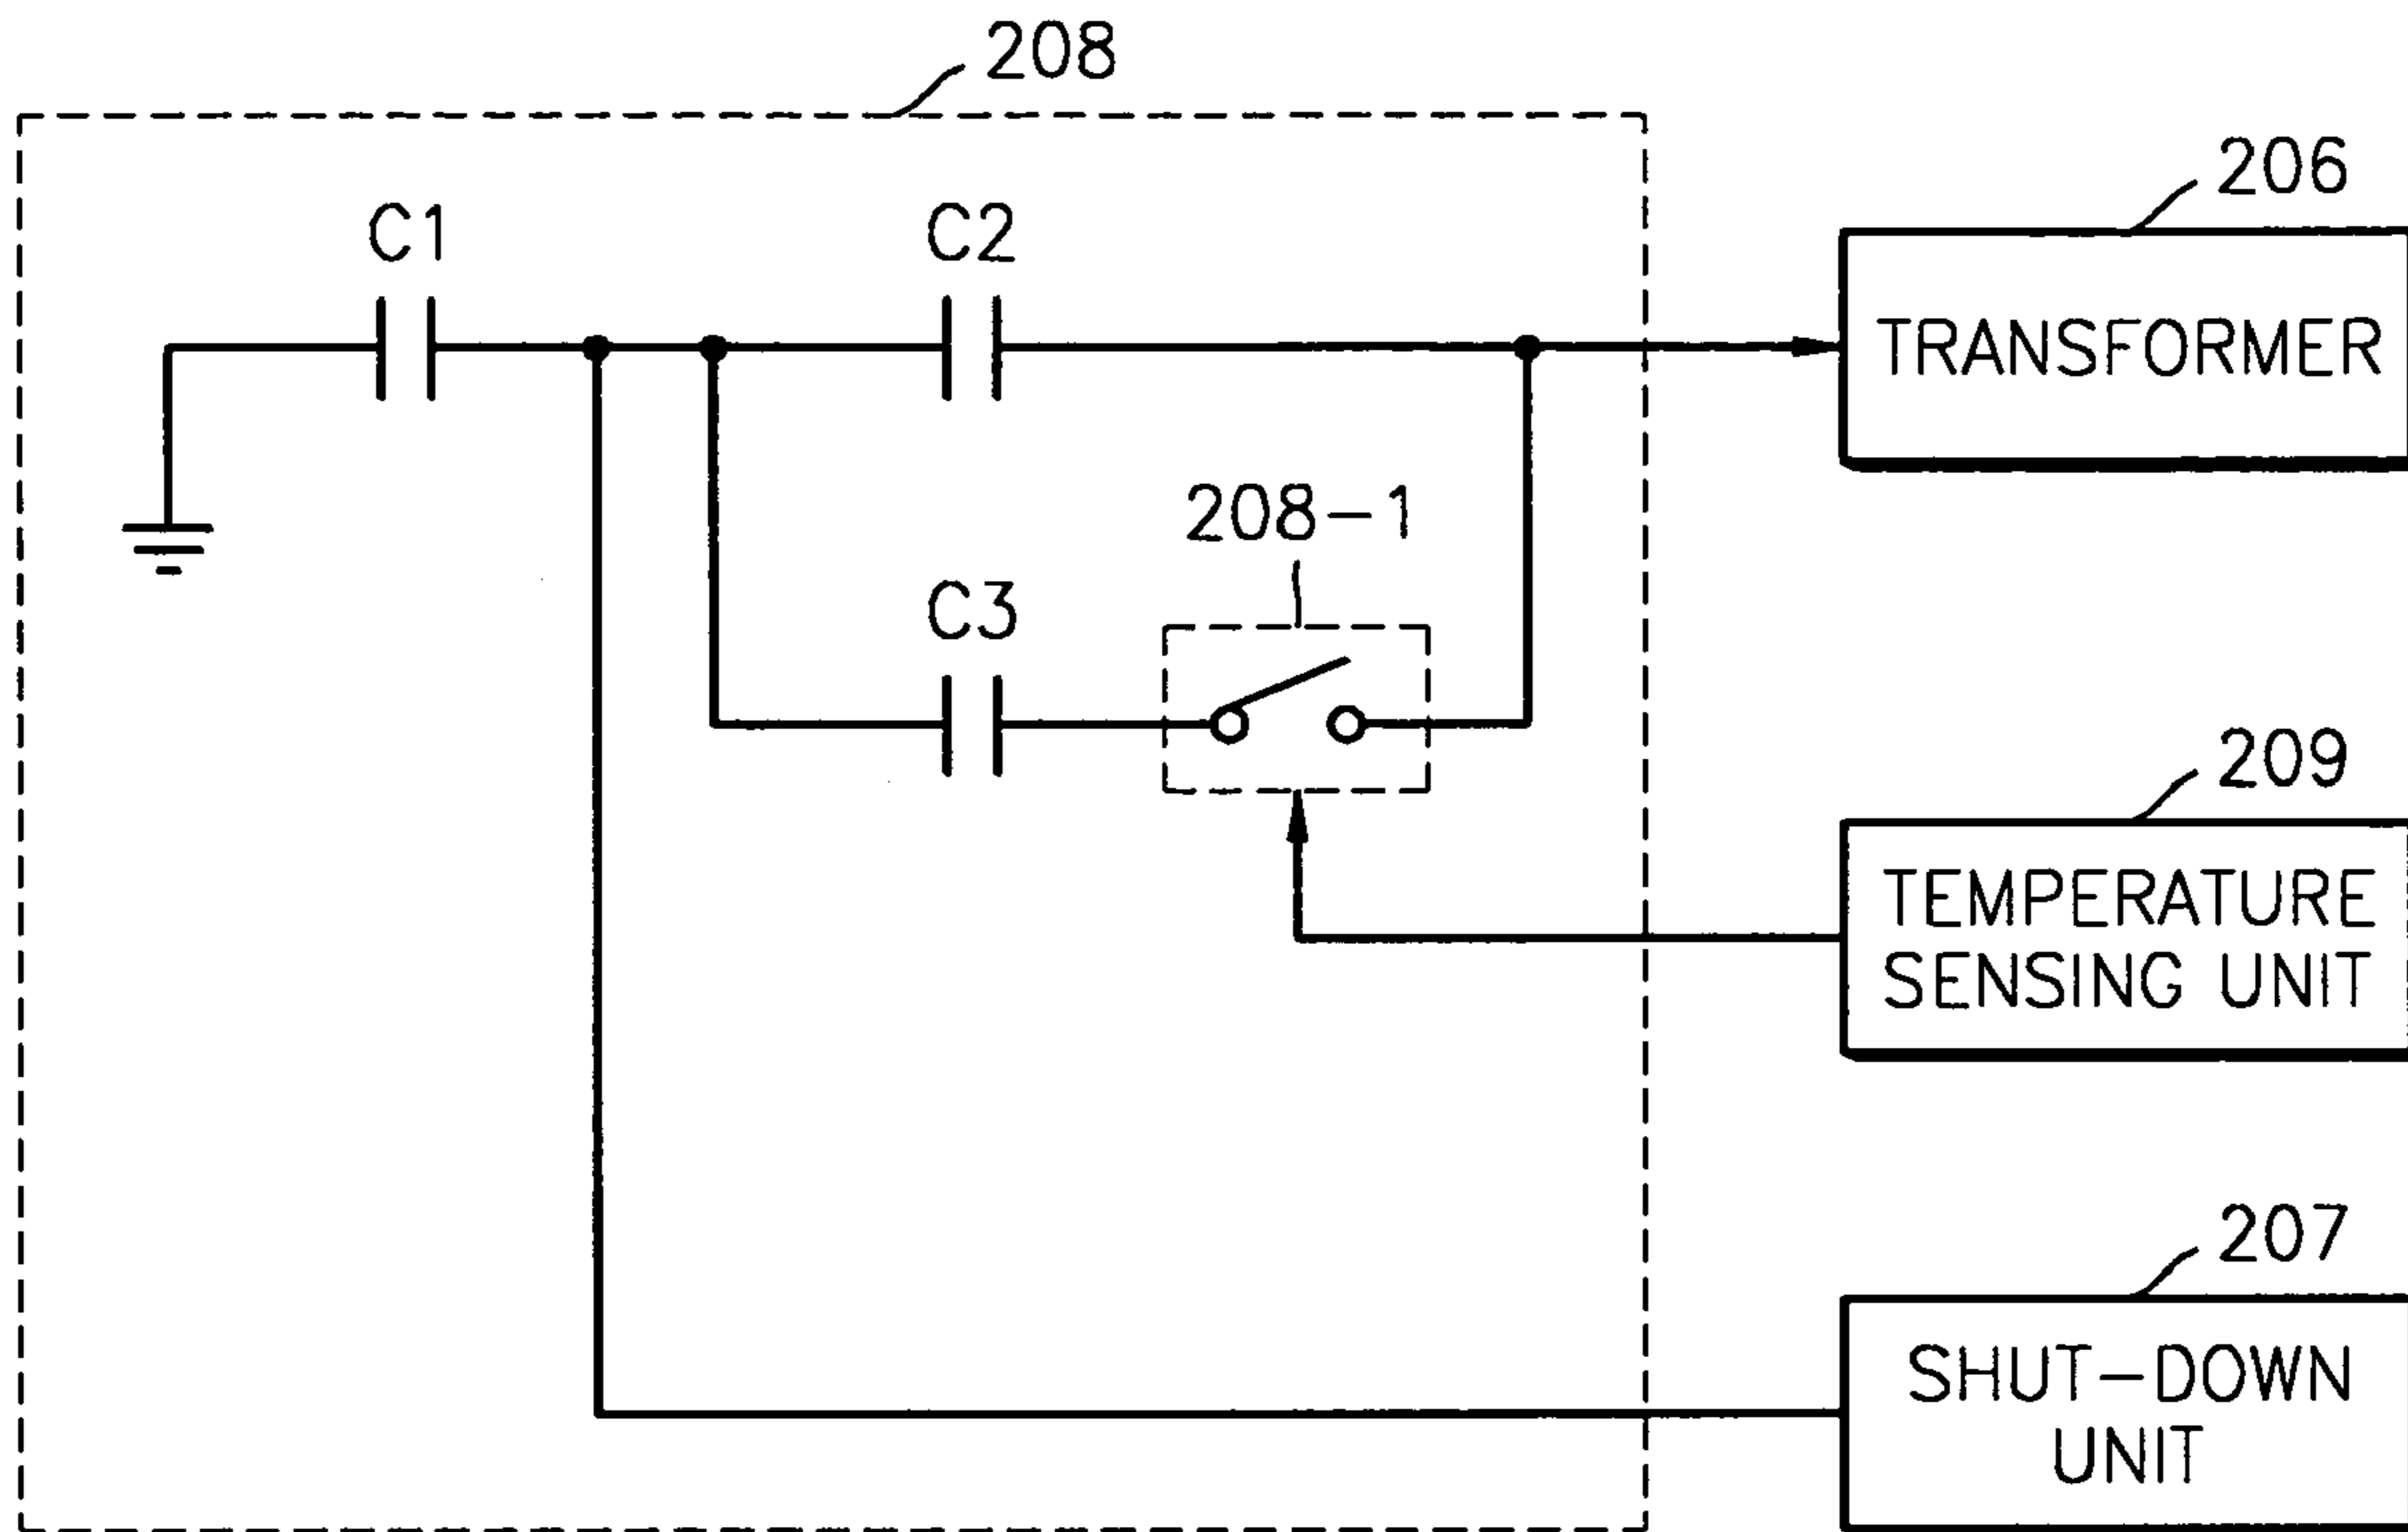 208
206
C1
C2
TRANSFORMER
208-1
C3
209
TEMPERATURE
SENSING UNIT
207
SHUT-DOWN
UNIT